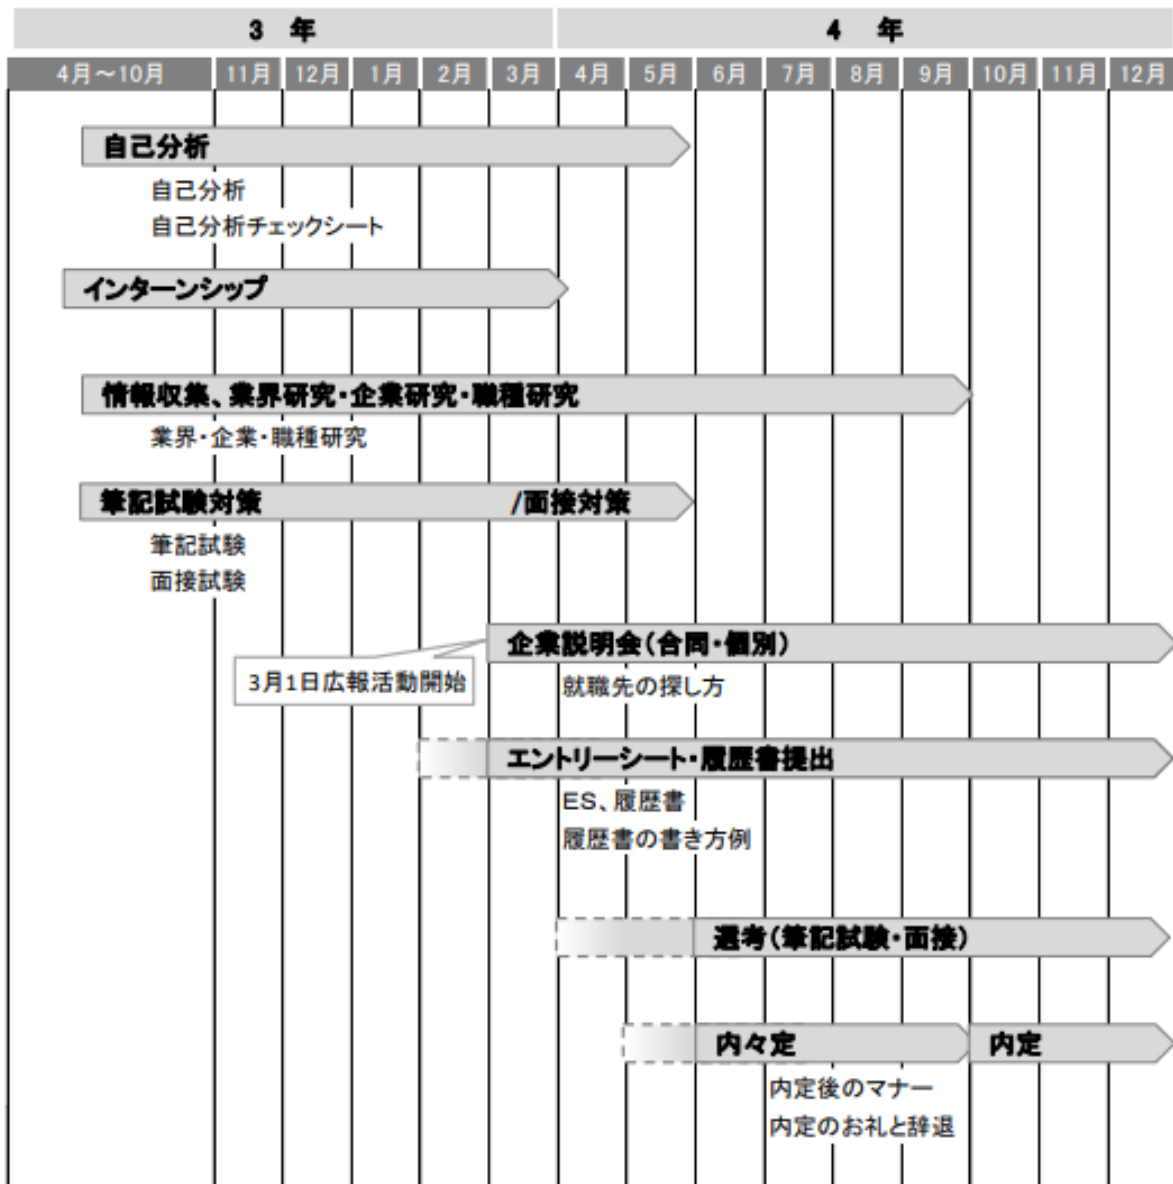 3 年 4 年
4月～10月 11月 12月 1月 2月 3月 4月 5月 6月 7月 8月 9月 10月 11月 12月
自己分析
自己分析
自己分析チェックシート
インターンシップ
情報収集、業界研究・企業研究・職種研究
業界・企業・職種研究
筆記試験対策 /面接対策
筆記試験
面接試験
企業説明会(合同・個別)
3月1日広報活動開始
就職先の探し方
エントリーシート・履歴書提出
ES、履歴書
履歴書の書き方例
選考(筆記試験・面接)
内々定 内定
内定後のマナー
内定のお礼と辞退